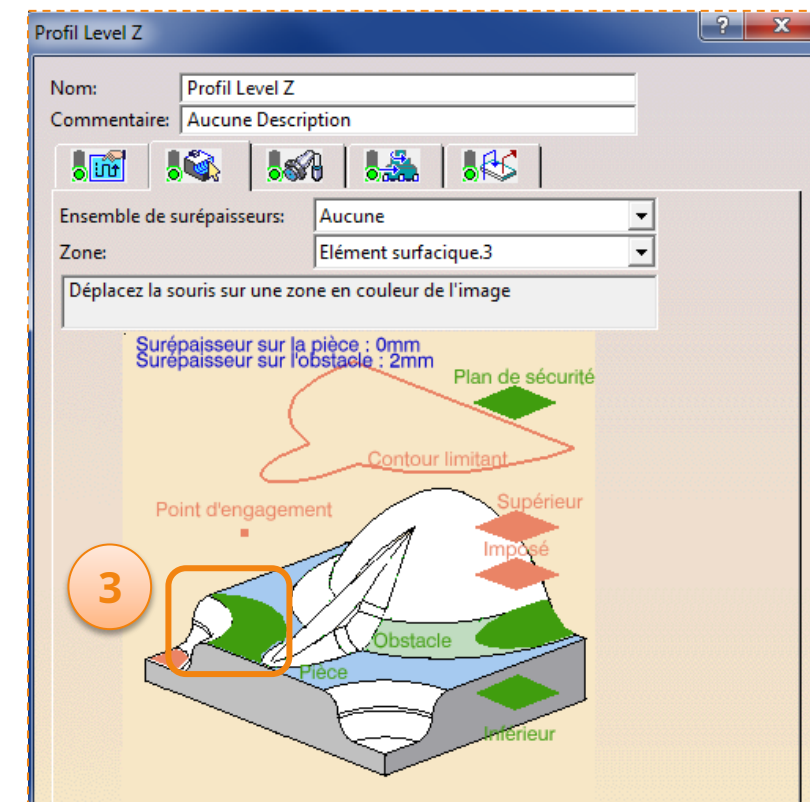 Profil Level Z
?
x
Nom: Profil Level Z
Commentaire: Aucune Description
Ensemble de surépaisseurs: Aucune
Zone: Elément surfacique.3
Déplacez la souris sur une zone en couleur de l'image
Surépaisseur sur la pièce : 0mm
Surépaisseur sur l'obstacle : 2mm
Plan de sécurité
Contour limitant
Point d'engagement
Supérieur
Imposé
3
Obstacle
Pièce
Inférieur